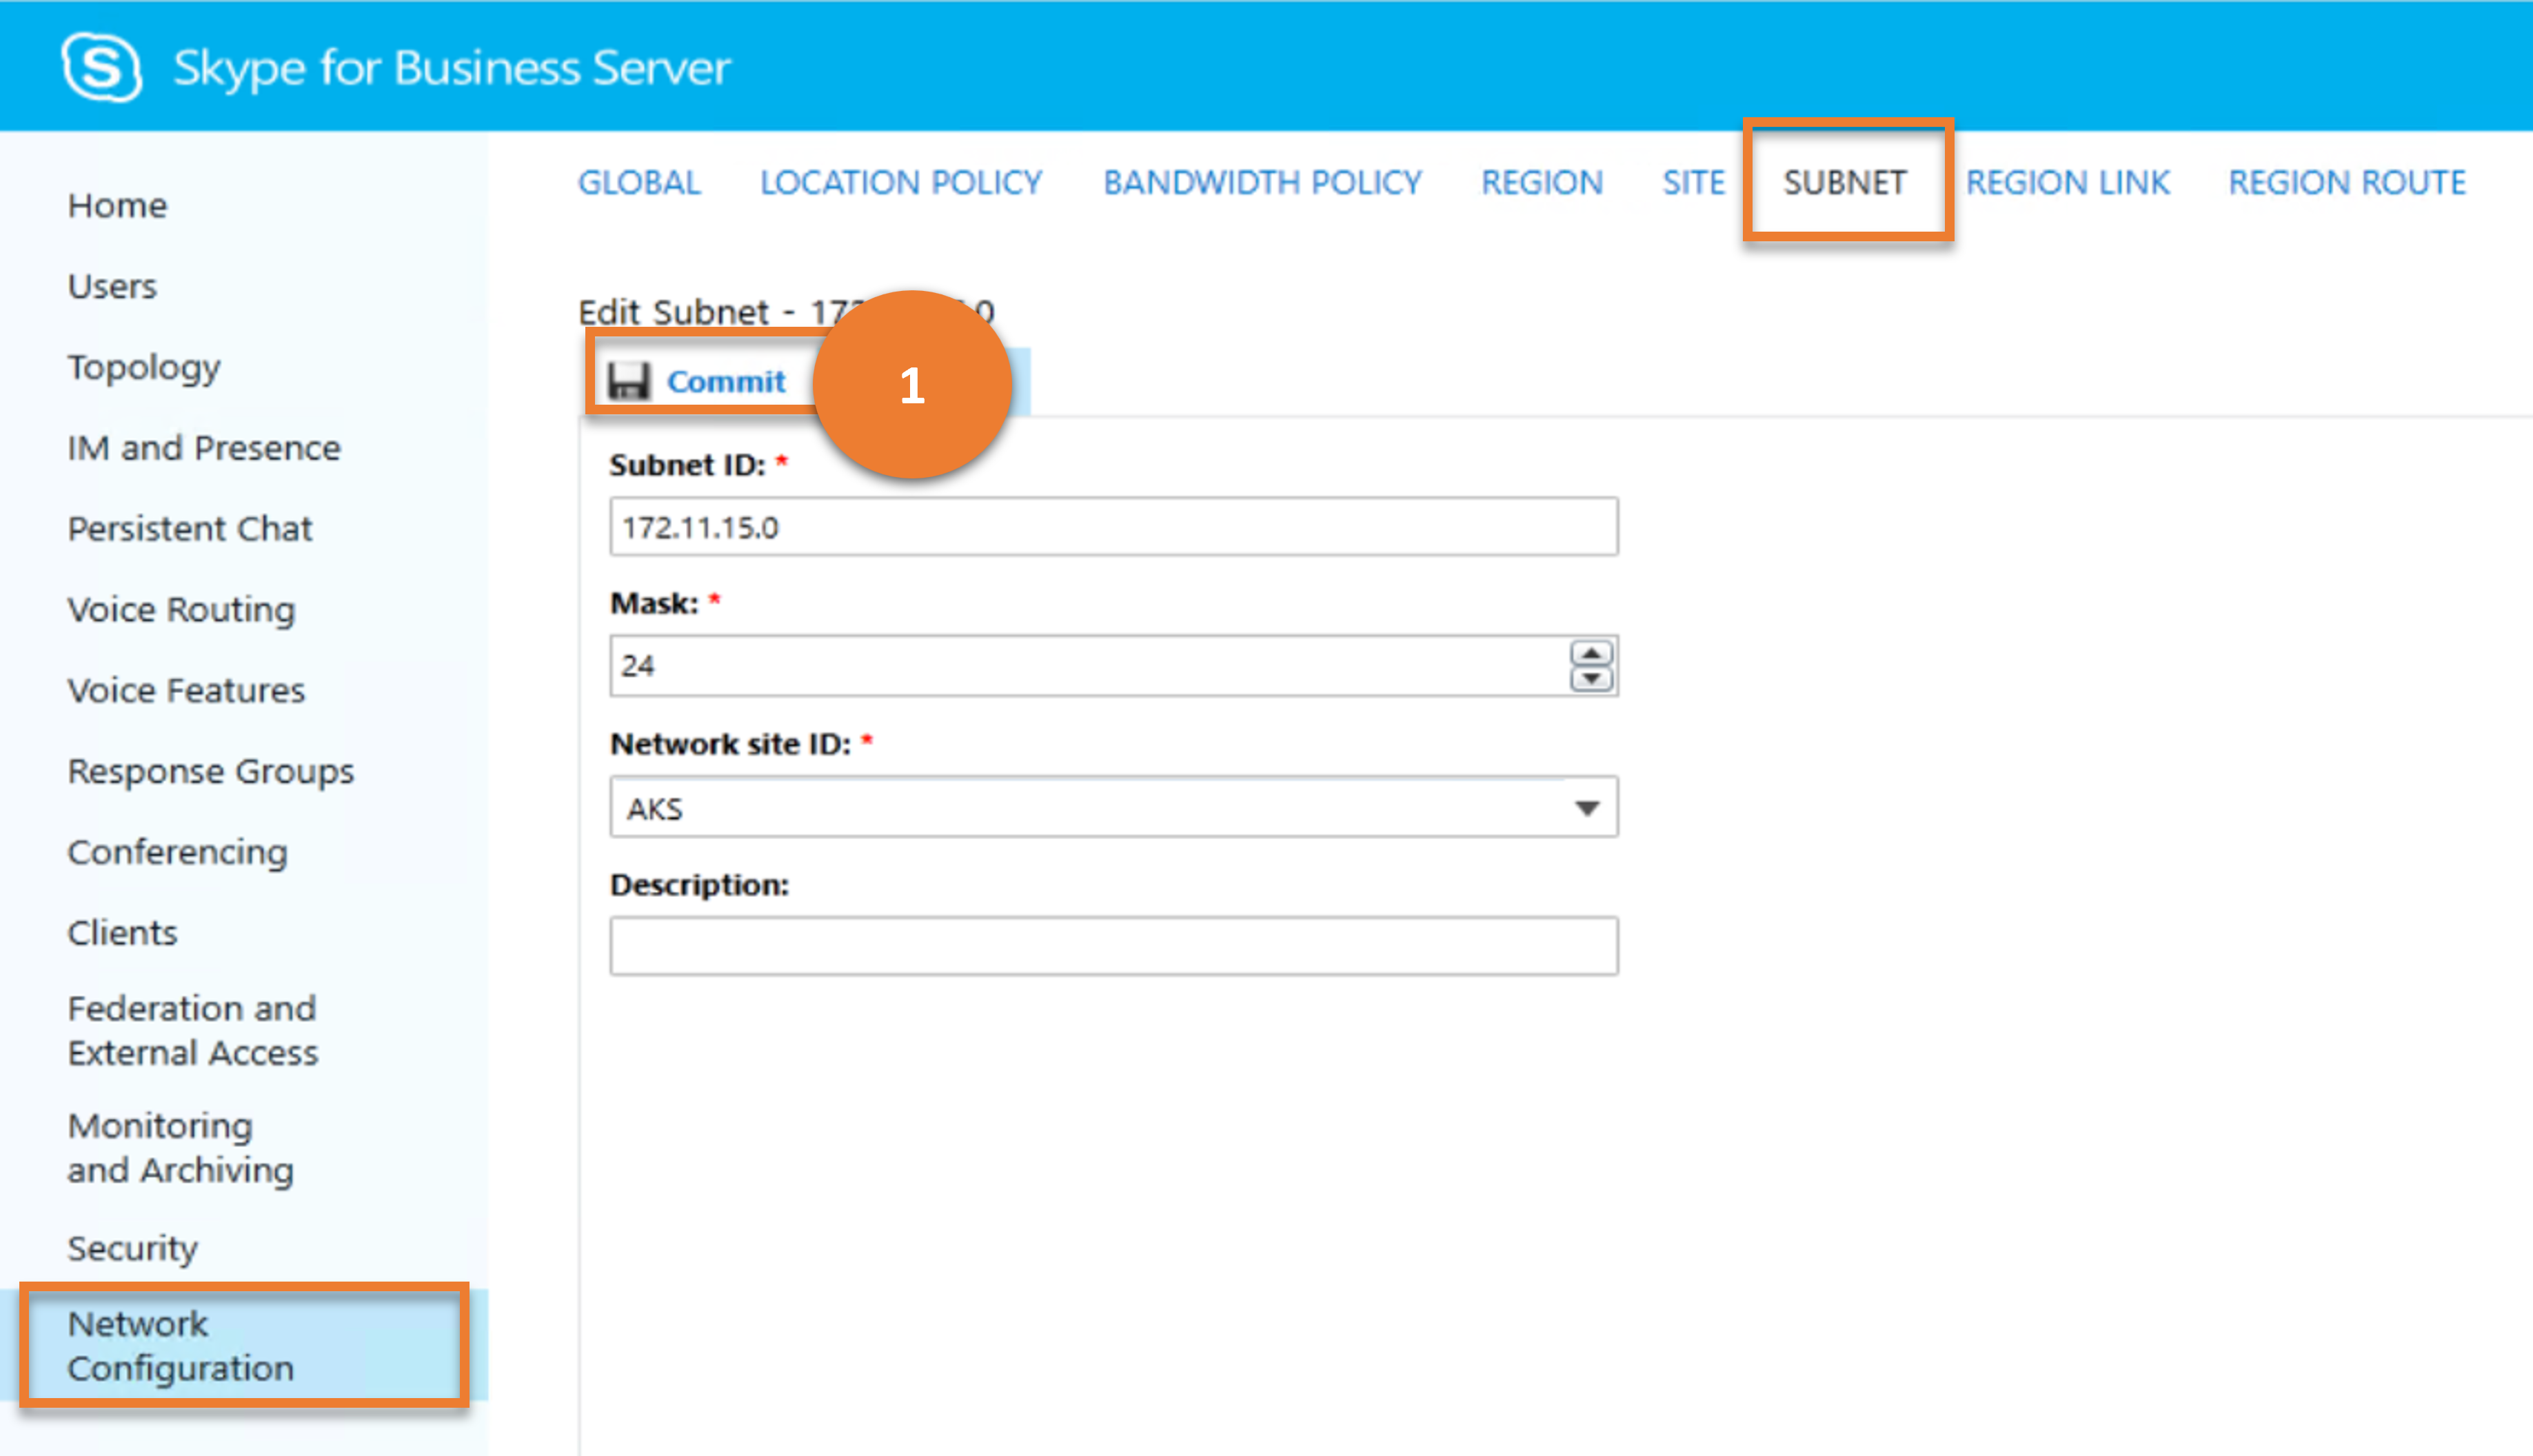 Skype for Business Server
GLOBAL LOCATION POLICY BANDWIDTH POLICY REGION SITE SUBNET REGION LINK REGION ROUTE
Home
Users
Topology
IM and Presence
Persistent Chat
Voice Routing
Voice Features
Response Groups
Conferencing
Clients
Federation and
External Access
Monitoring
and Archiving
Security
Network
Configuration
Edit Subnet -
Commit
1
Subnet ID: *
172.11.15.0
Mask: *
24
Network site ID: *
AKS
Description: